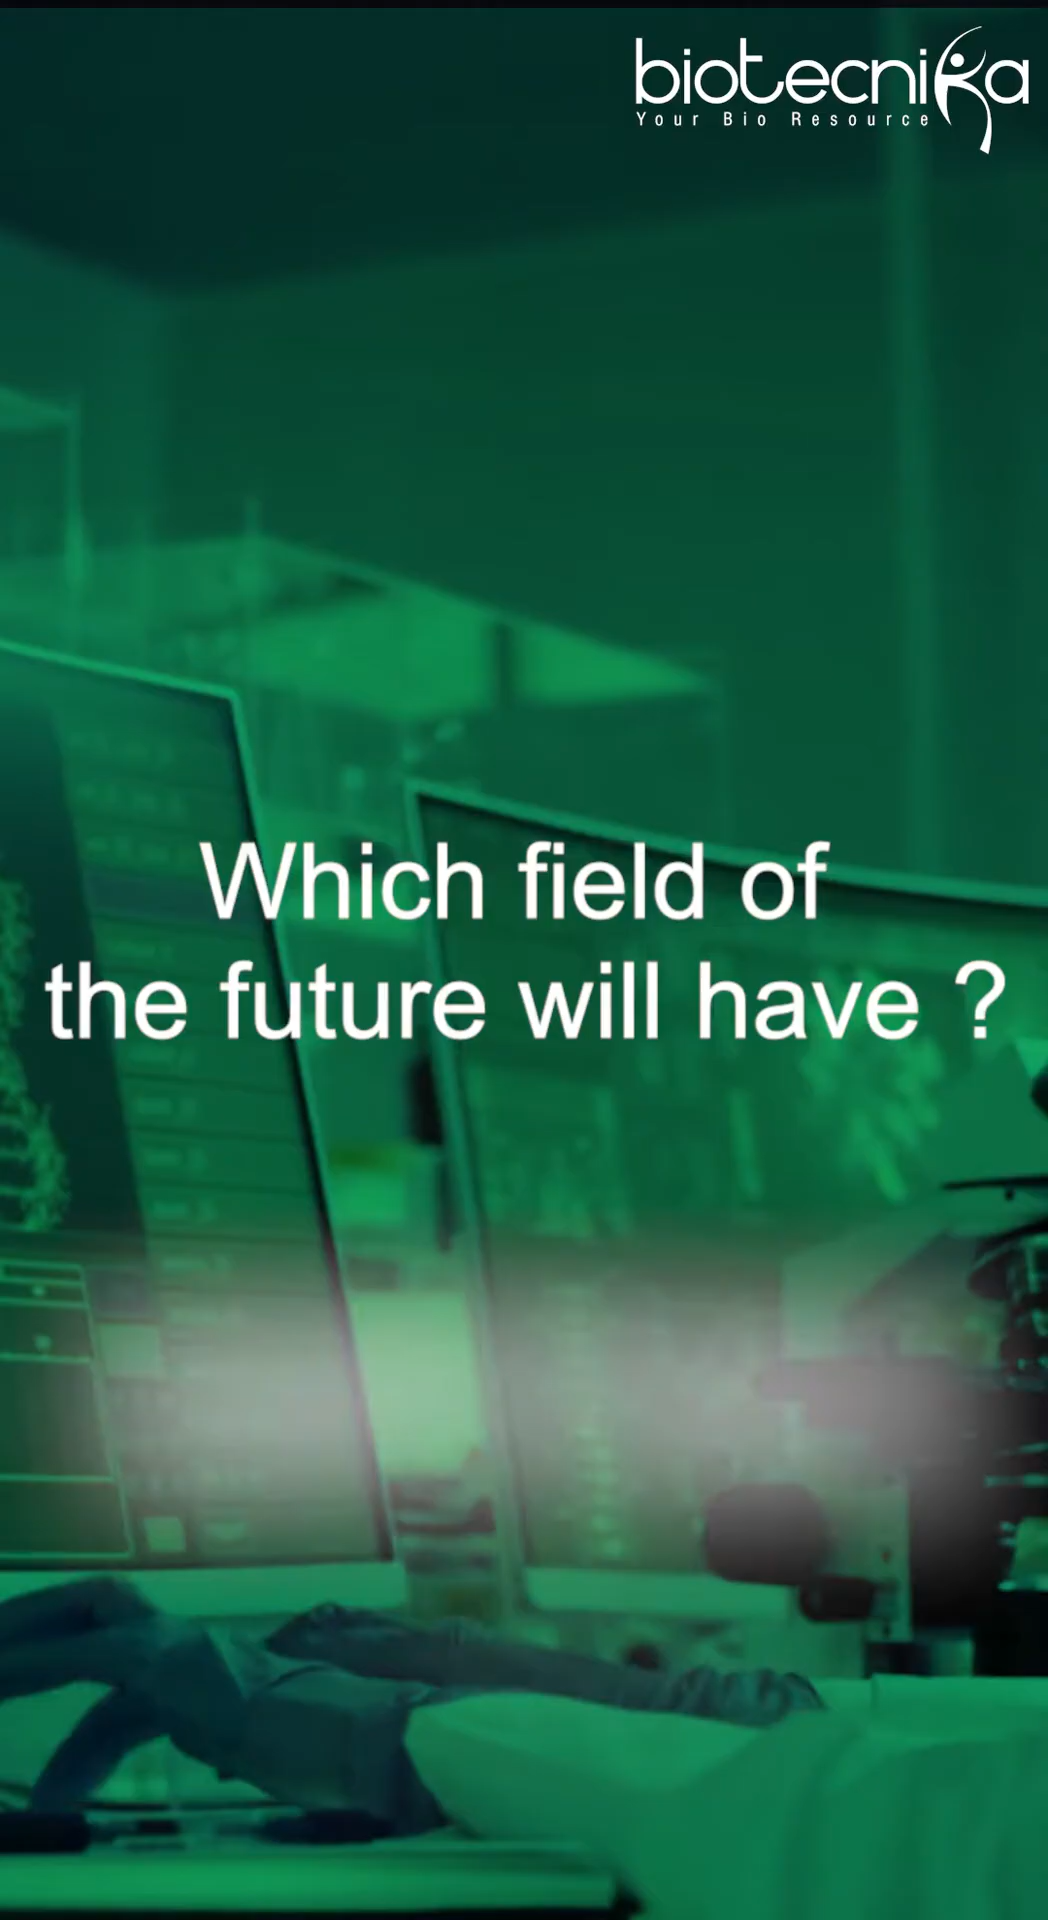 biotecnika
Your Bio Resource
Which field of
the future will have ?